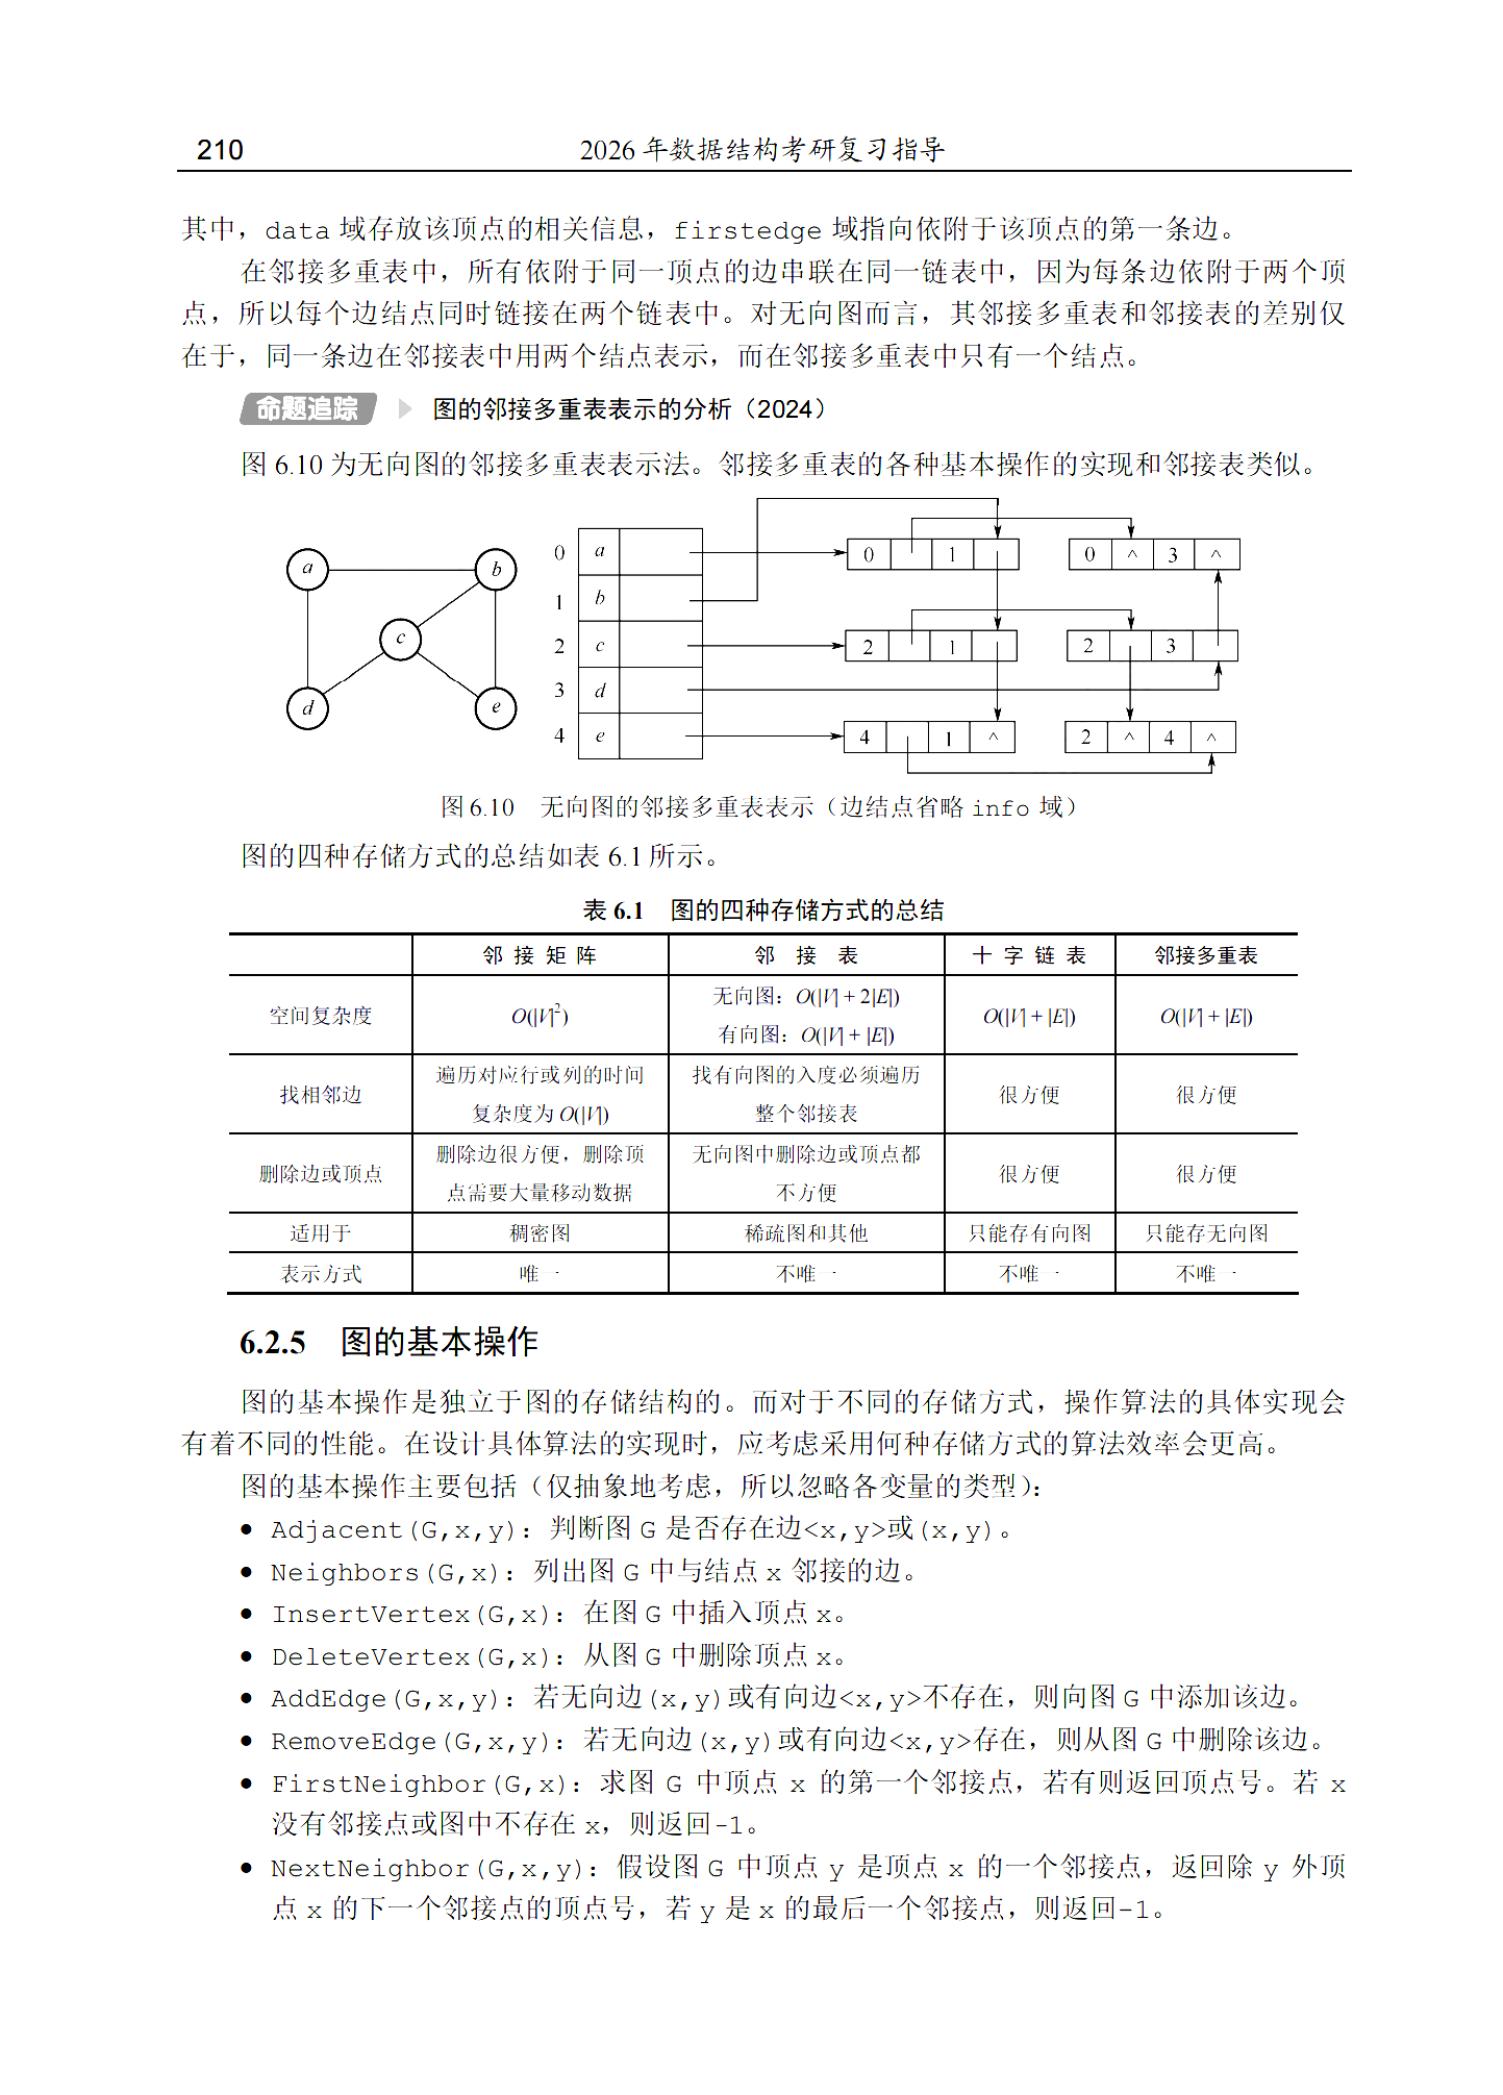 210 2026 年数据结构考研复习指导
其中，data 域存放该顶点的相关信息，firstedge 域指向依附于该顶点的第一条边。
在邻接多重表中，所有依附于同一顶点的边串联在同一链表中，因为每条边依附于两个顶
点，所以每个边结点同时链接在两个链表中。对无向图而言，其邻接多重表和邻接表的差别仅
在于，同一条边在邻接表中用两个结点表示，而在邻接多重表中只有一个结点。
命题追踪 图的邻接多重表表示的分析（2024）
图 6.10 为无向图的邻接多重表表示法。邻接多重表的各种基本操作的实现和邻接表类似。
a b c d e
0 a 0 1 0 ^ 3 ^
1 b
2 c 2 1 2 3
3 d
4 e 4 1 ^ 2 ^ 4 ^
图 6.10 无向图的邻接多重表表示（边结点省略 info 域）
图的四种存储方式的总结如表 6.1 所示。
表 6.1 图的四种存储方式的总结
邻接矩阵 邻接表 十字链表 邻接多重表
空间复杂度 O(|V|²) 无向图：O(|V| + 2|E|) 有向图：O(|V| + |E|) O(|V| + |E|) O(|V| + |E|)
找相邻边 遍历对应行或列的时间复杂度为 O(|V|) 找有向图的入度必须遍历整个邻接表 很方便 很方便
删除边或顶点 删除边很方便，删除顶点需要大量移动数据 无向图中删除边或顶点都不方便 很方便 很方便
适用于 稠密图 稀疏图和其他 只能存有向图 只能存无向图
表示方式 唯一 不唯一 不唯一 不唯一
6.2.5 图的基本操作
图的基本操作是独立于图的存储结构的。而对于不同的存储方式，操作算法的具体实现会
有着不同的性能。在设计具体算法的实现时，应考虑采用何种存储方式的算法效率会更高。
图的基本操作主要包括（仅抽象地考虑，所以忽略各变量的类型）：
● Adjacent(G,x,y)：判断图 G 是否存在边<x,y>或(x,y)。
● Neighbors(G,x)：列出图 G 中与结点 x 邻接的边。
● InsertVertex(G,x)：在图 G 中插入顶点 x。
● DeleteVertex(G,x)：从图 G 中删除顶点 x。
● AddEdge(G,x,y)：若无向边(x,y)或有向边<x,y>不存在，则向图 G 中添加该边。
● RemoveEdge(G,x,y)：若无向边(x,y)或有向边<x,y>存在，则从图 G 中删除该边。
● FirstNeighbor(G,x)：求图 G 中顶点 x 的第一个邻接点，若有则返回顶点号。若 x
没有邻接点或图中不存在 x，则返回-1。
● NextNeighbor(G,x,y)：假设图 G 中顶点 y 是顶点 x 的一个邻接点，返回除 y 外顶
点 x 的下一个邻接点的顶点号，若 y 是 x 的最后一个邻接点，则返回-1。